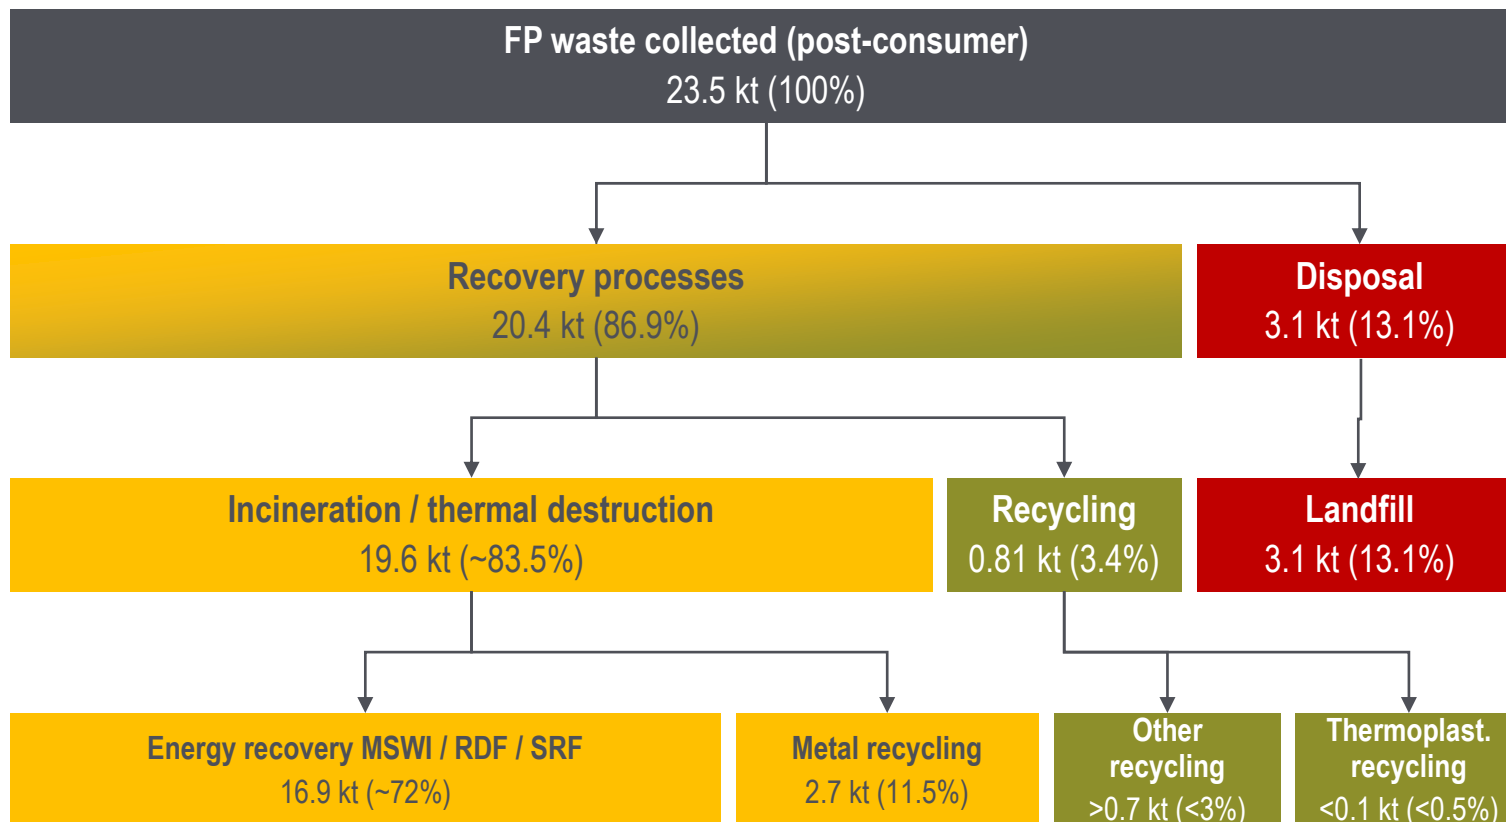 FP waste collected (post-consumer)
23.5 kt (100%)
Recovery processes
20.4 kt (86.9%)
Disposal
3.1 kt (13.1%)
Incineration / thermal destruction
19.6 kt (~83.5%)
Recycling
0.81 kt (3.4%)
Landfill
3.1 kt (13.1%)
Energy recovery MSWI / RDF / SRF
16.9 kt (~72%)
Metal recycling
2.7 kt (11.5%)
Other
recycling
>0.7 kt (<3%)
Thermoplast.
recycling
<0.1 kt (<0.5%)